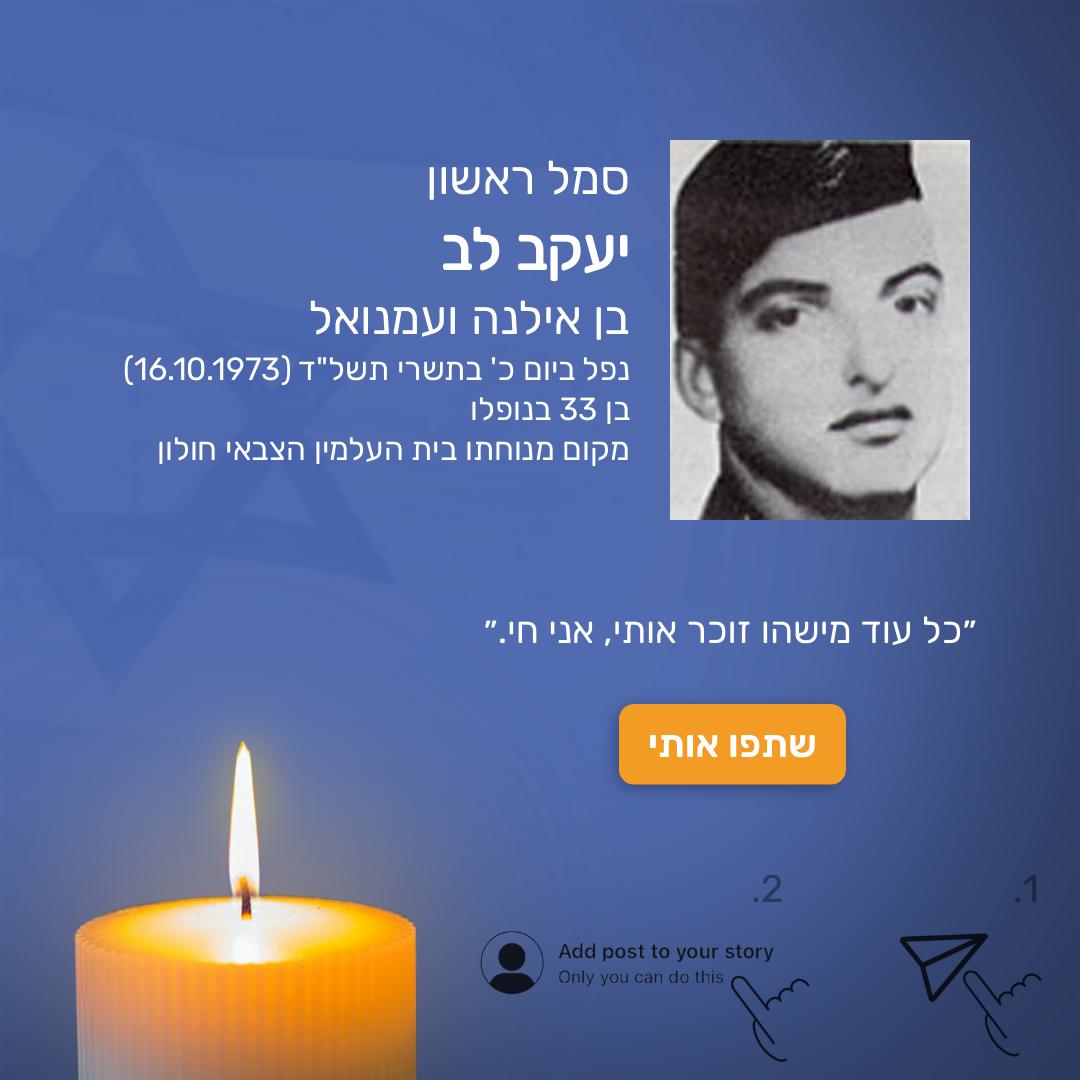 סמל ראשון
יעקב לב
בן אילנה ועמנואל
נפל ביום כ' בתשרי תשל"ד (16.10.1973)
בן 33 בנופלו
מקום מנוחתו בית העלמין הצבאי חולון
״כל עוד מישהו זוכר אותי, אני חי.״
שתפו אותי
1.
2.
Add post to your story
Only you can do this